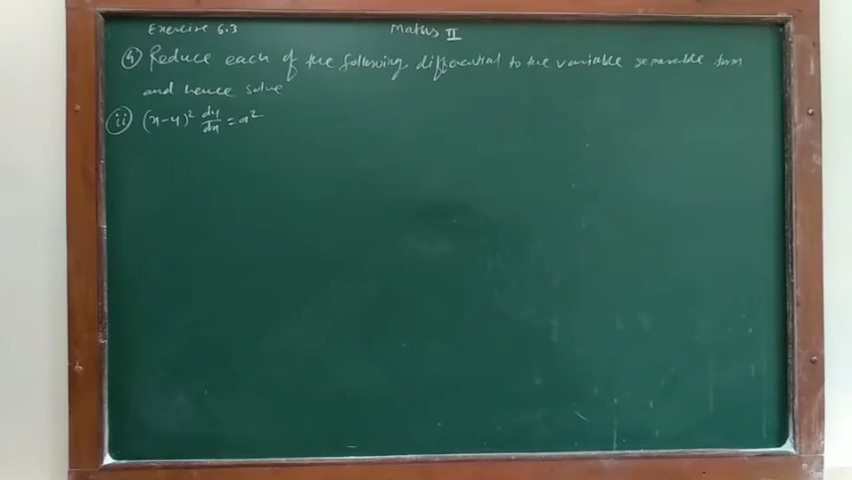 Exercise 6.3 Maths II
④ Reduce each of the following differential to the variable separable form
and hence solve
ⅱ (x-y)² dy/dx = a²